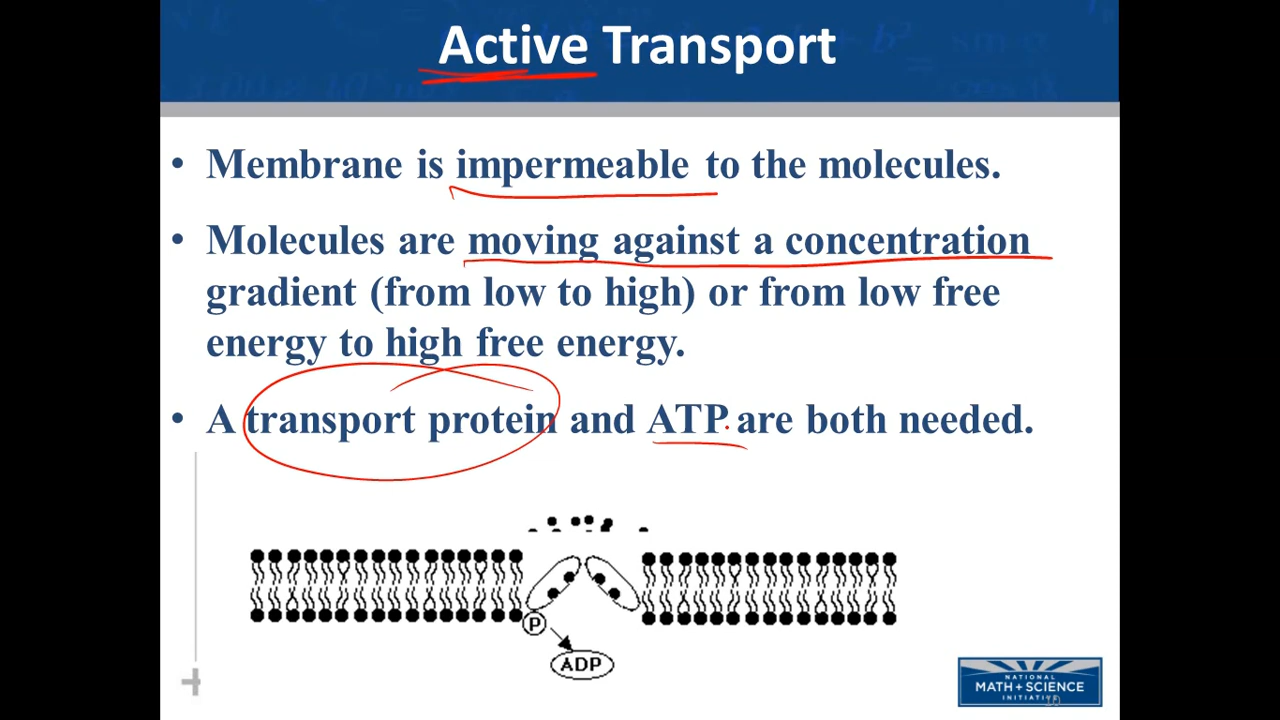 Active Transport
• Membrane is impermeable to the molecules.
• Molecules are moving against a concentration
gradient (from low to high) or from low free
energy to high free energy.
• A transport protein and ATP are both needed.
P
ADP
NATIONAL
MATH + SCIENCE
INITIATIVE
10